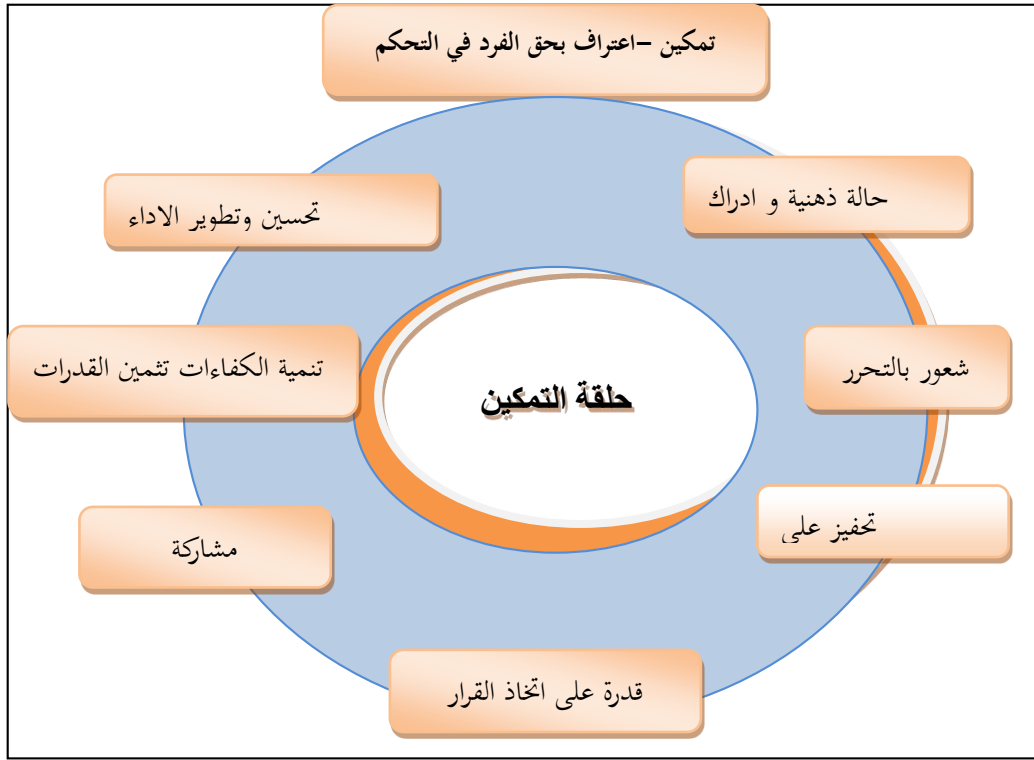 تمكين –اعتراف بحق الفرد في التحكم
حالة ذهنية و ادراك
تحسين وتطوير الاداء
شعور بالتحرر
تنمية الكفاءات تثمين القدرات
حلقة التمكين
تحفيز على
مشاركة
قدرة على اتخاذ القرار